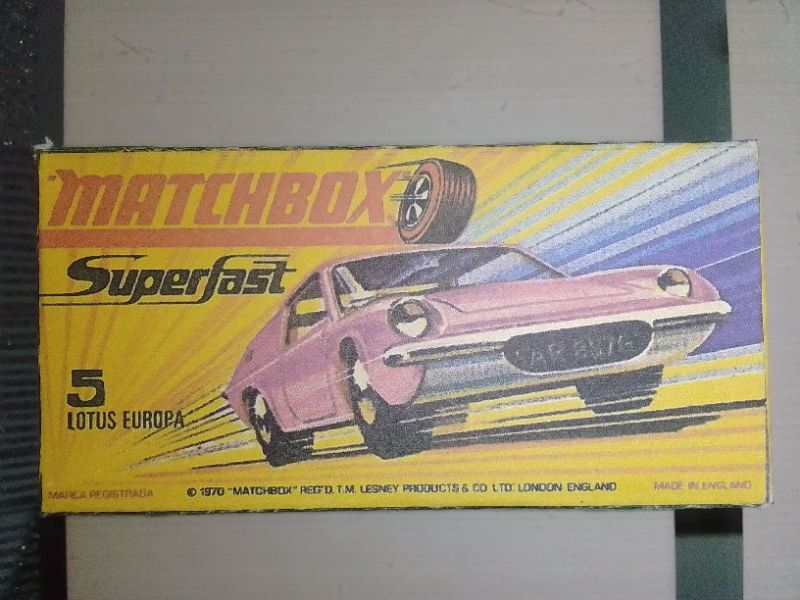 "MATCHBOX"
Superfast
5
LOTUS EUROPA
MARCA REGISTRADA
© 1970 "MATCHBOX" REG'D. T.M. LESNEY PRODUCTS & CO LTD. LONDON ENGLAND
MADE IN ENGLAND